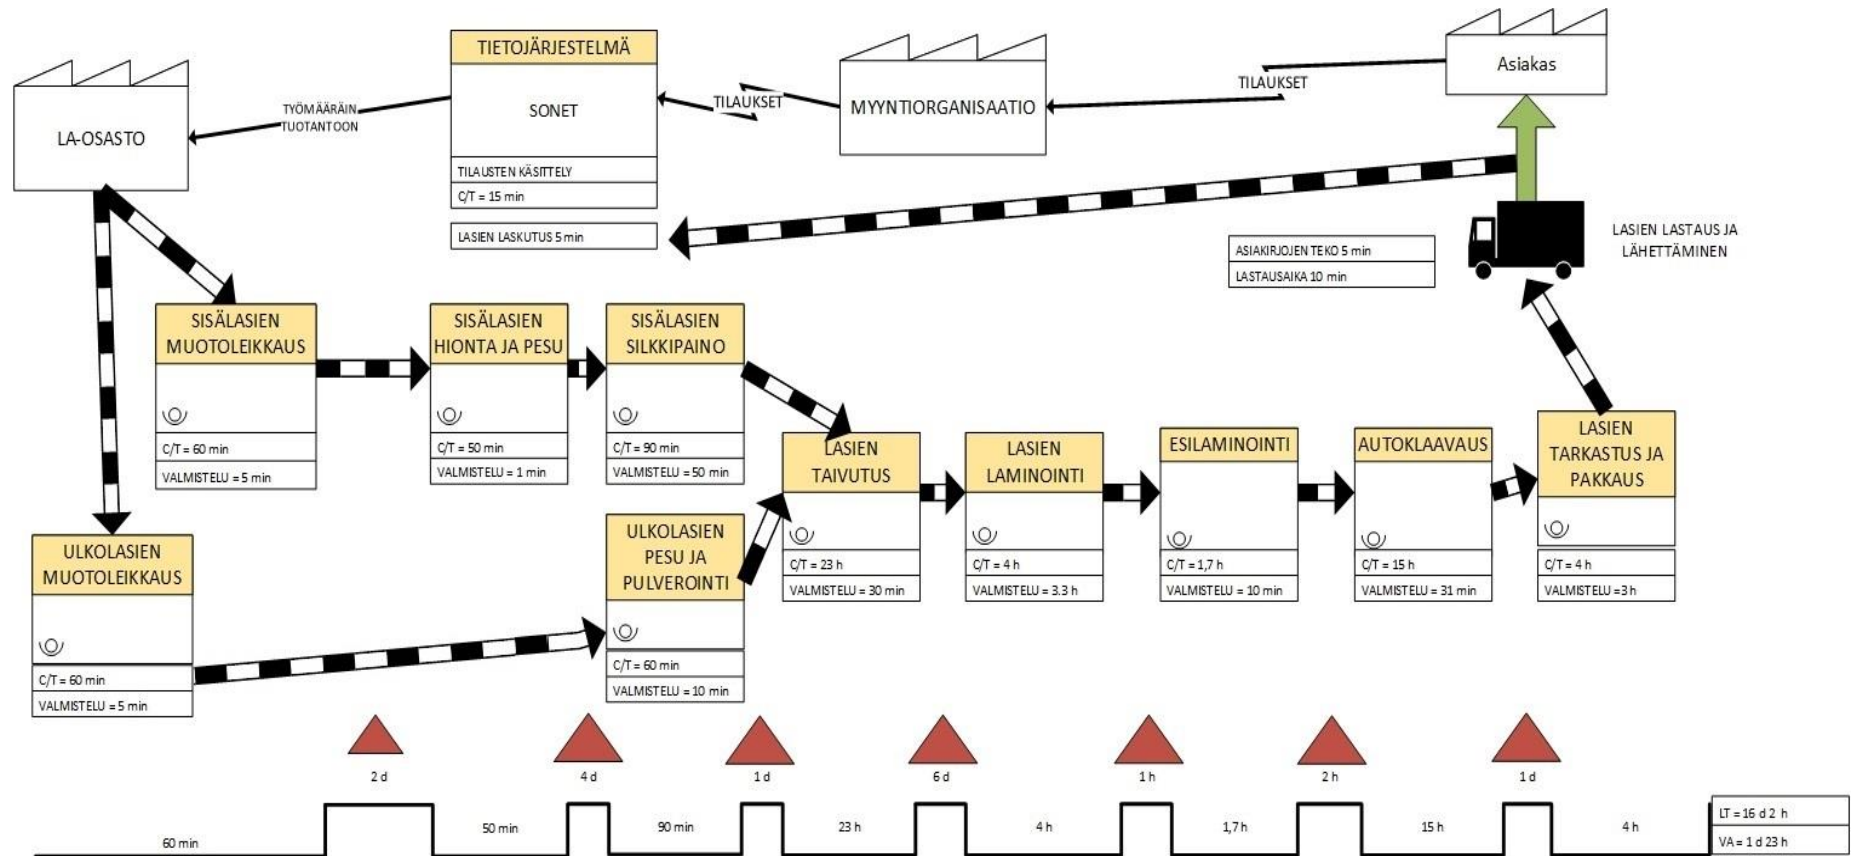 TIETOJÄRJESTELMÄ
SONET
TILAUSTEN KÄSITTELY
C/T = 15 min
LASIEN LASKUTUS 5 min
LA-OSASTO
TYÖMÄÄRÄIN
TUOTANTOON
TILAUKSET
MYYNTIORGANISAATIO
TILAUKSET
Asiakas
ASIAKIRJOJEN TEKO 5 min
LASTAUSAIKA 10 min
LASIEN LASTAUS JA
LÄHETTÄMINEN
SISÄLASIEN
MUOTOLEIKKAUS
C/T = 60 min
VALMISTELU = 5 min
SISÄLASIEN
HIONTA JA PESU
C/T = 50 min
VALMISTELU = 1 min
SISÄLASIEN
SILKKIPAINO
C/T = 90 min
VALMISTELU = 50 min
ULKOLASIEN
MUOTOLEIKKAUS
C/T = 60 min
VALMISTELU = 5 min
ULKOLASIEN
PESU JA
PULVEROINTI
C/T = 60 min
VALMISTELU = 10 min
LASIEN
TAIVUTUS
C/T = 23 h
VALMISTELU = 30 min
LASIEN
LAMINOINTI
C/T = 4 h
VALMISTELU = 3.3 h
ESILAMINOINTI
C/T = 1,7 h
VALMISTELU = 10 min
AUTOKLAAVAUS
C/T = 15 h
VALMISTELU = 31 min
LASIEN
TARKASTUS JA
PAKKAUS
C/T = 4 h
VALMISTELU =3 h
2 d
4 d
1 d
6 d
1 h
2 h
1 d
60 min
50 min
90 min
23 h
4 h
1,7 h
15 h
4 h
LT = 16 d 2 h
VA = 1 d 23 h